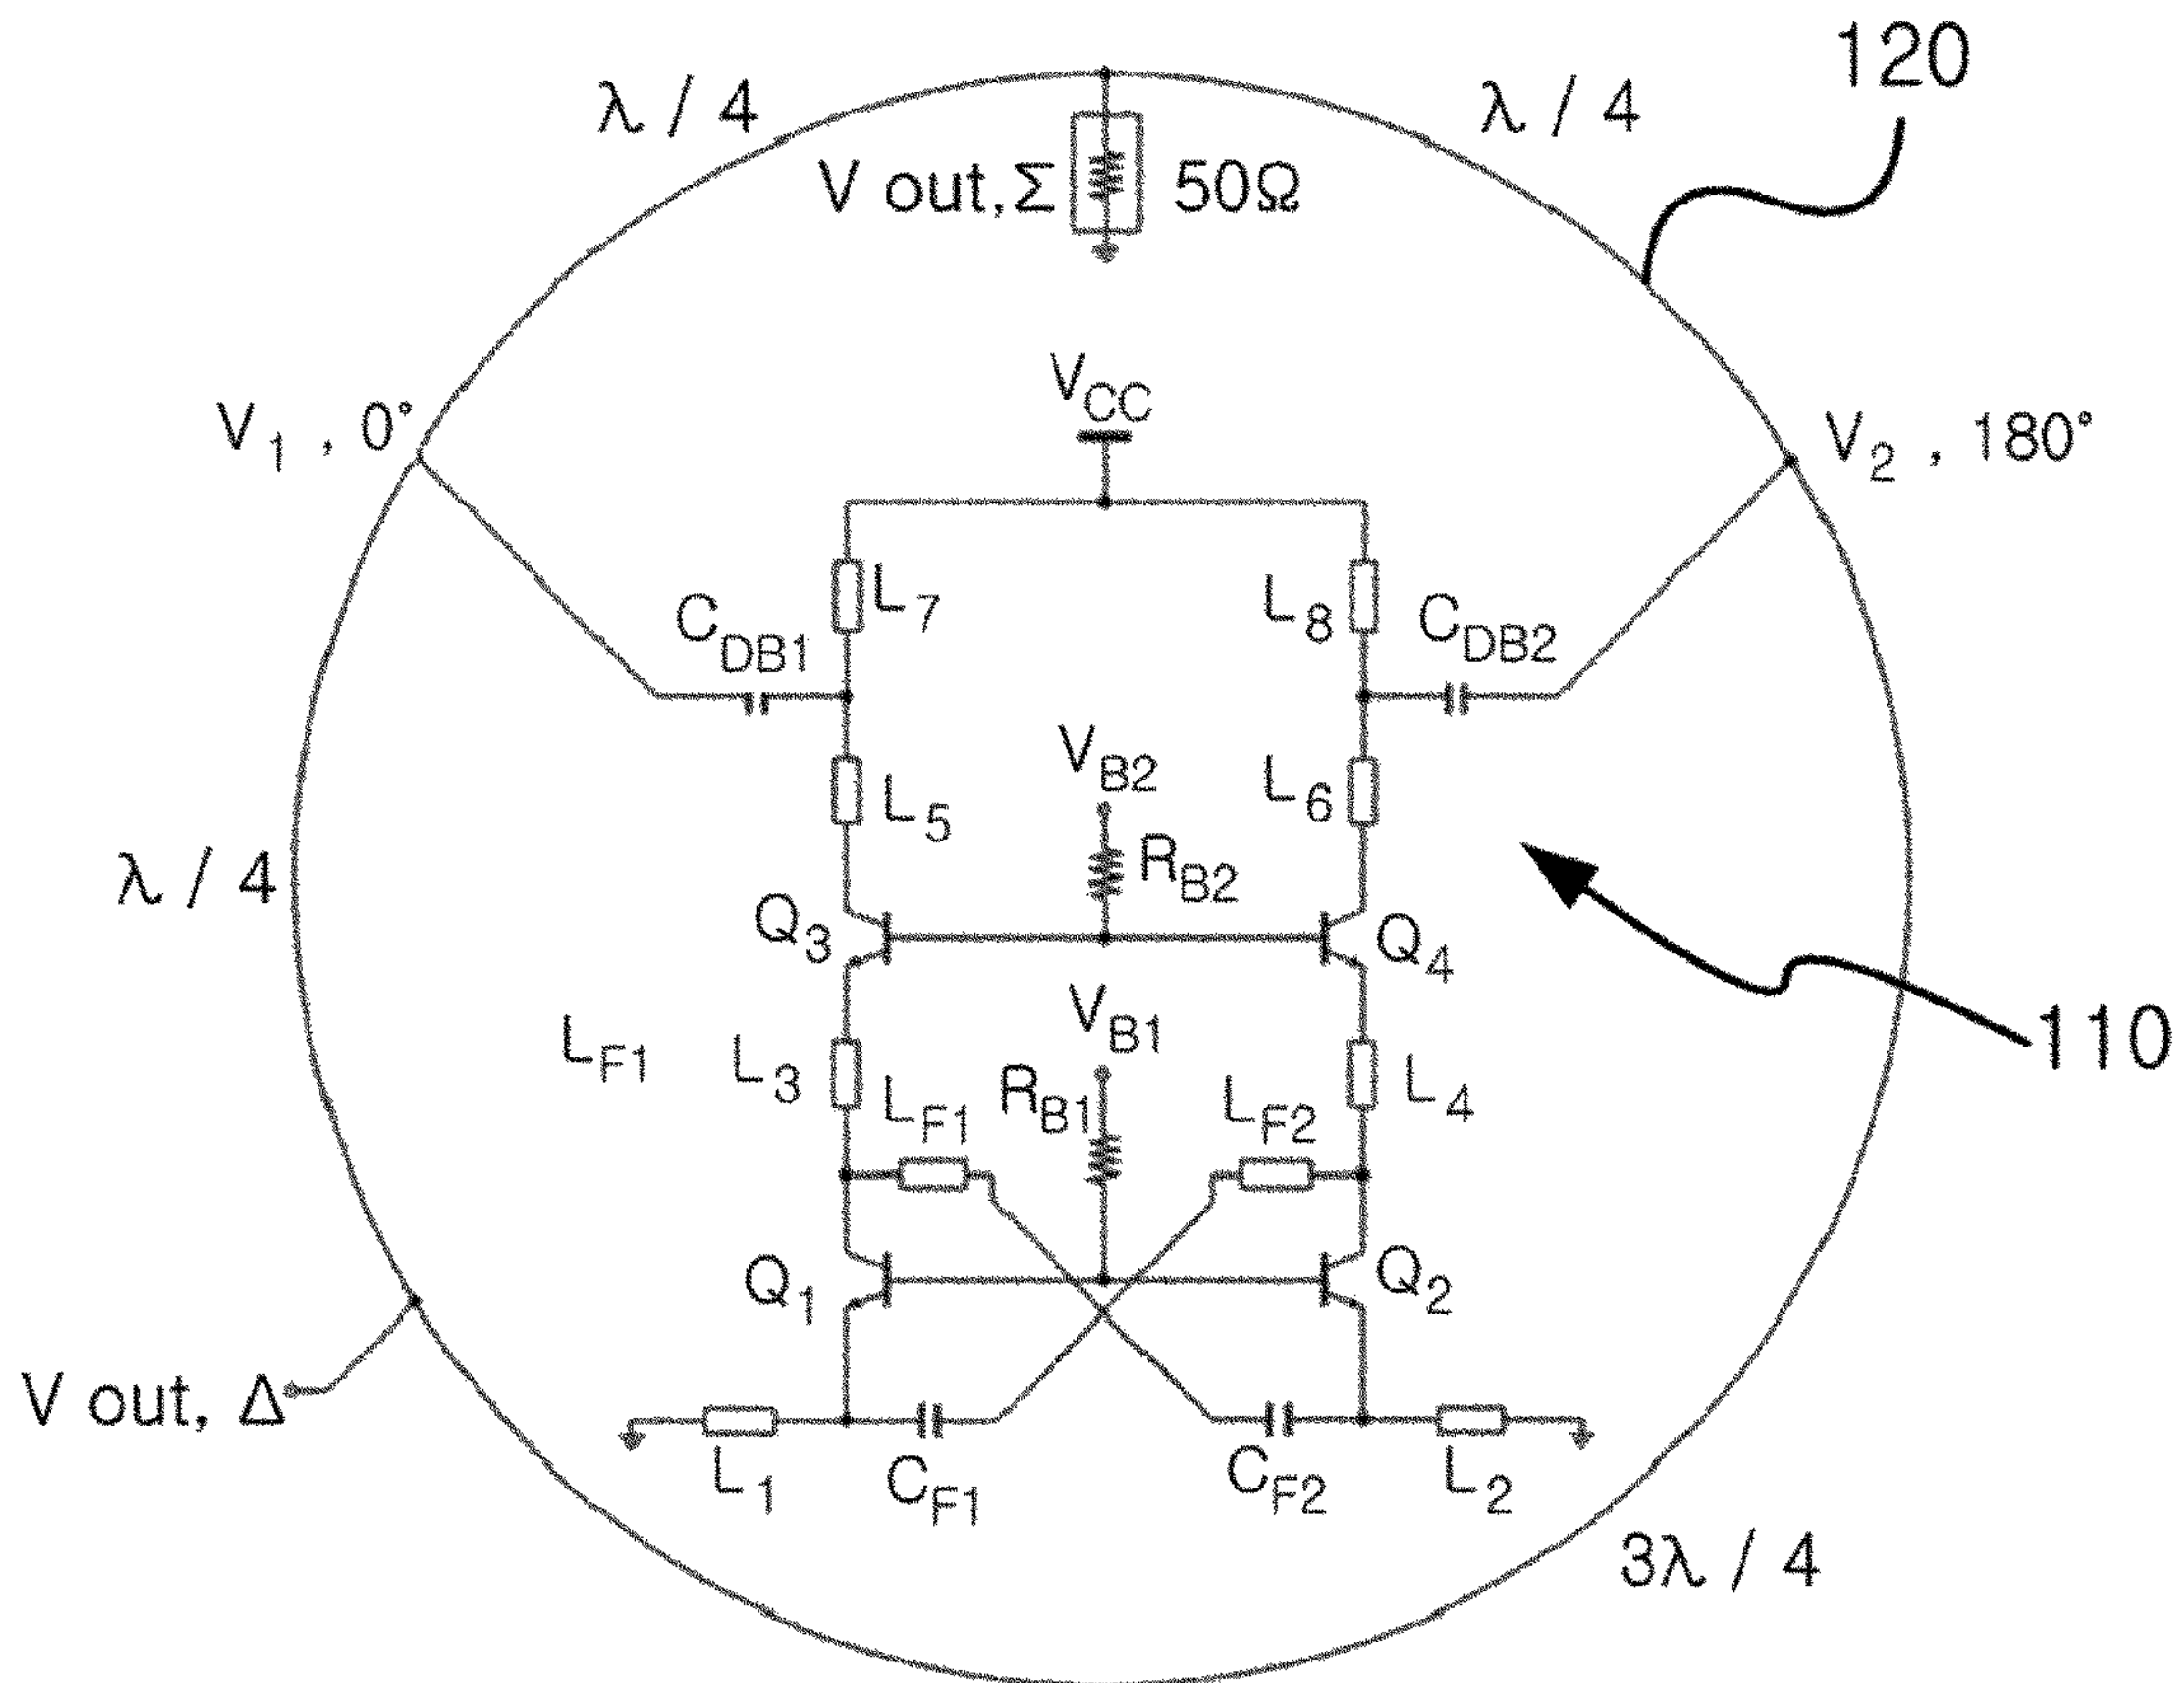 120
λ / 4
λ / 4
V out,Σ 50Ω
V_CC
V_1 , 0°
V_2 , 180°
L_7
L_8
C_DB1
C_DB2
V_B2
L_5
L_6
R_B2
λ / 4
Q_3
Q_4
V_B1
110
L_F1
L_3
L_F1
R_B1
L_F2
L_4
Q_1
Q_2
V out, Δ
L_1
C_F1
C_F2
L_2
3λ / 4